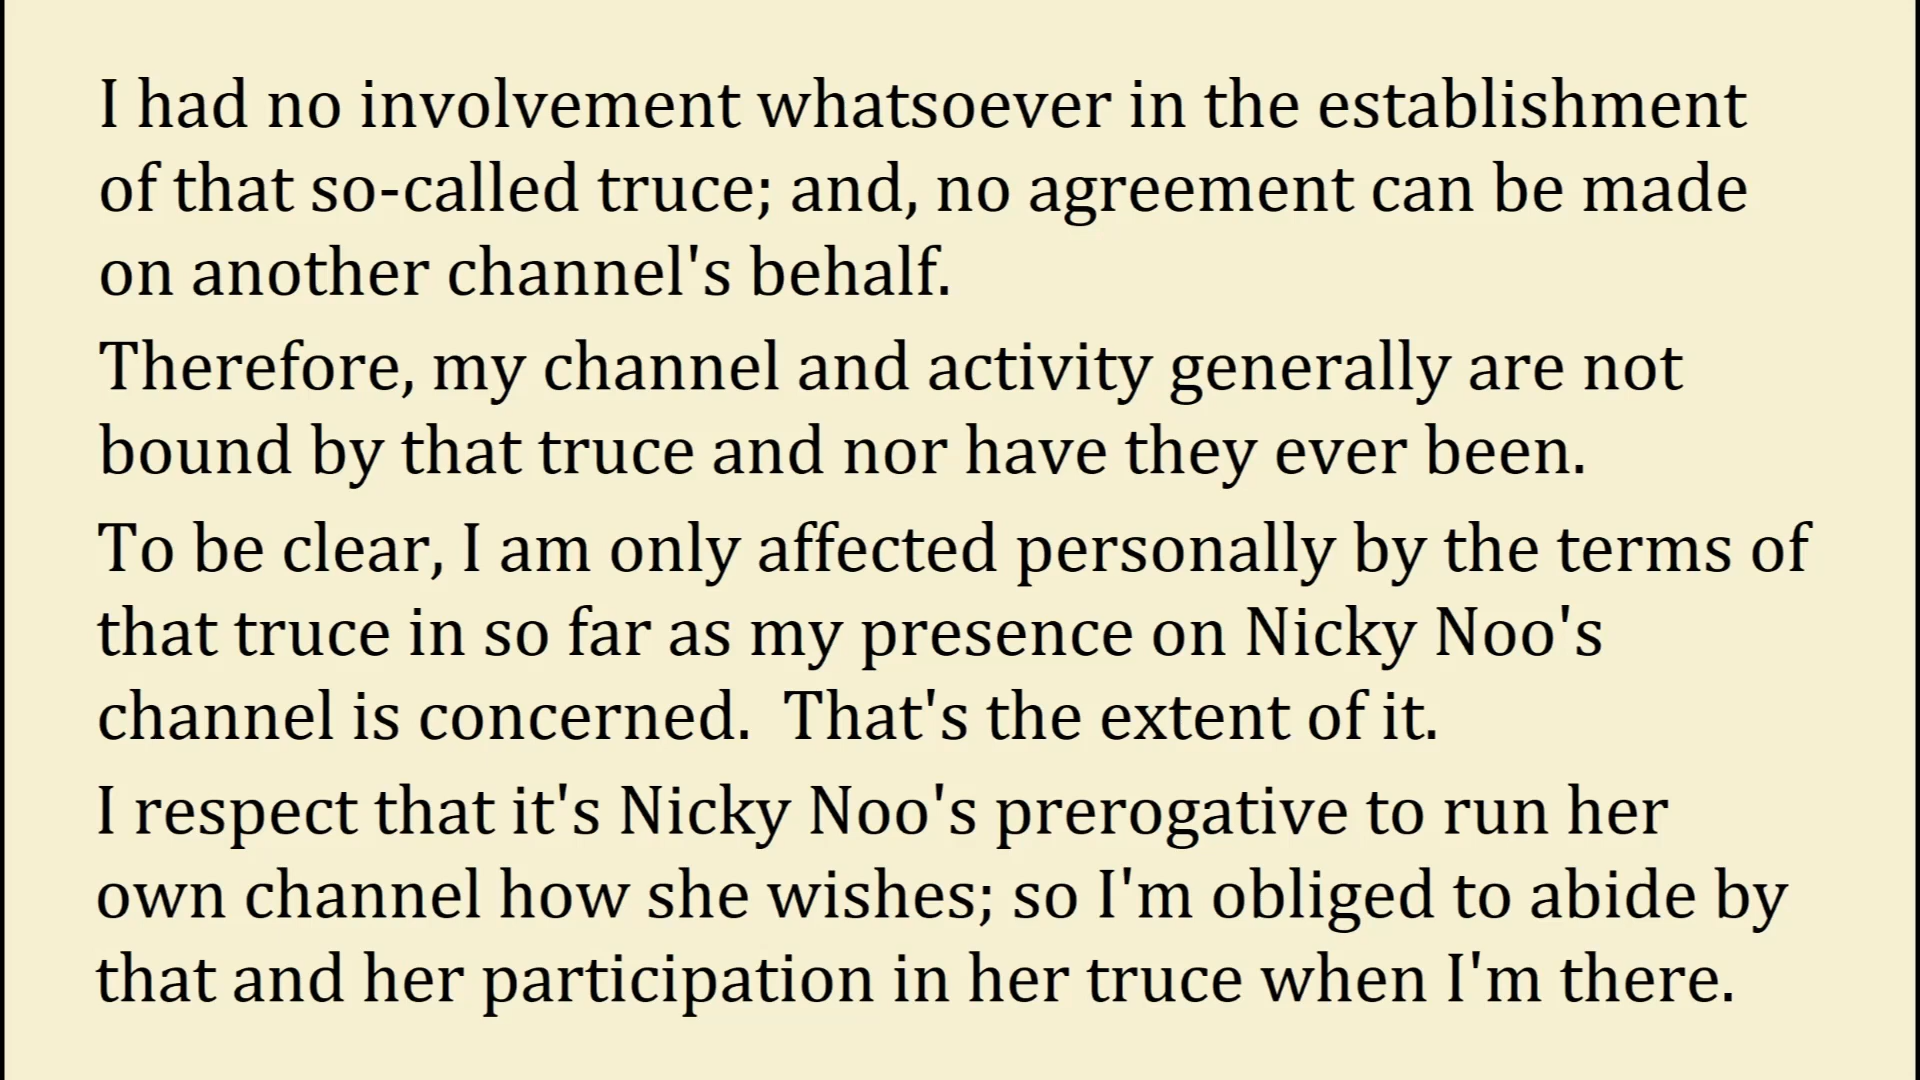 I had no involvement whatsoever in the establishment
of that so-called truce; and, no agreement can be made
on another channel's behalf.
Therefore, my channel and activity generally are not
bound by that truce and nor have they ever been.
To be clear, I am only affected personally by the terms of
that truce in so far as my presence on Nicky Noo's
channel is concerned.  That's the extent of it.
I respect that it's Nicky Noo's prerogative to run her
own channel how she wishes; so I'm obliged to abide by
that and her participation in her truce when I'm there.